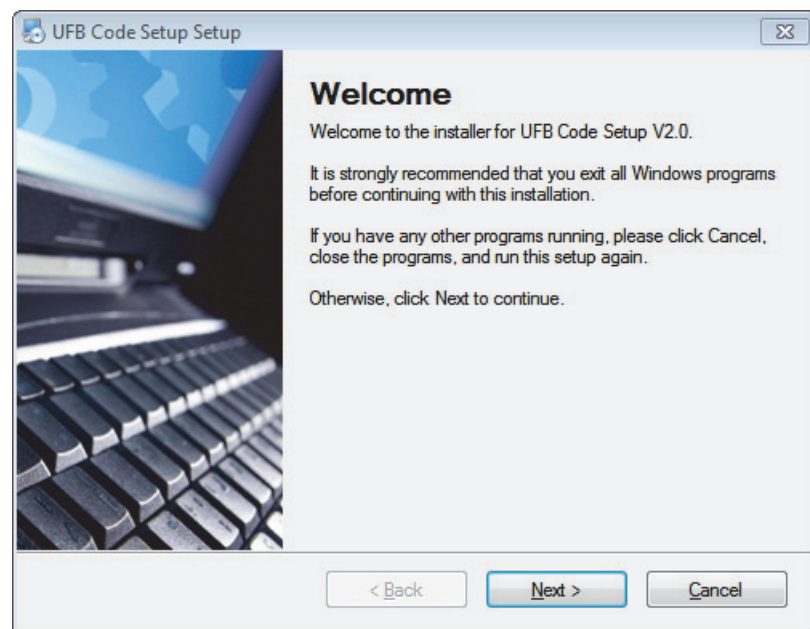 UFB Code Setup Setup
Welcome
Welcome to the installer for UFB Code Setup V2.0.
It is strongly recommended that you exit all Windows programs
before continuing with this installation.
If you have any other programs running, please click Cancel,
close the programs, and run this setup again.
Otherwise, click Next to continue.
< Back
Next >
Cancel